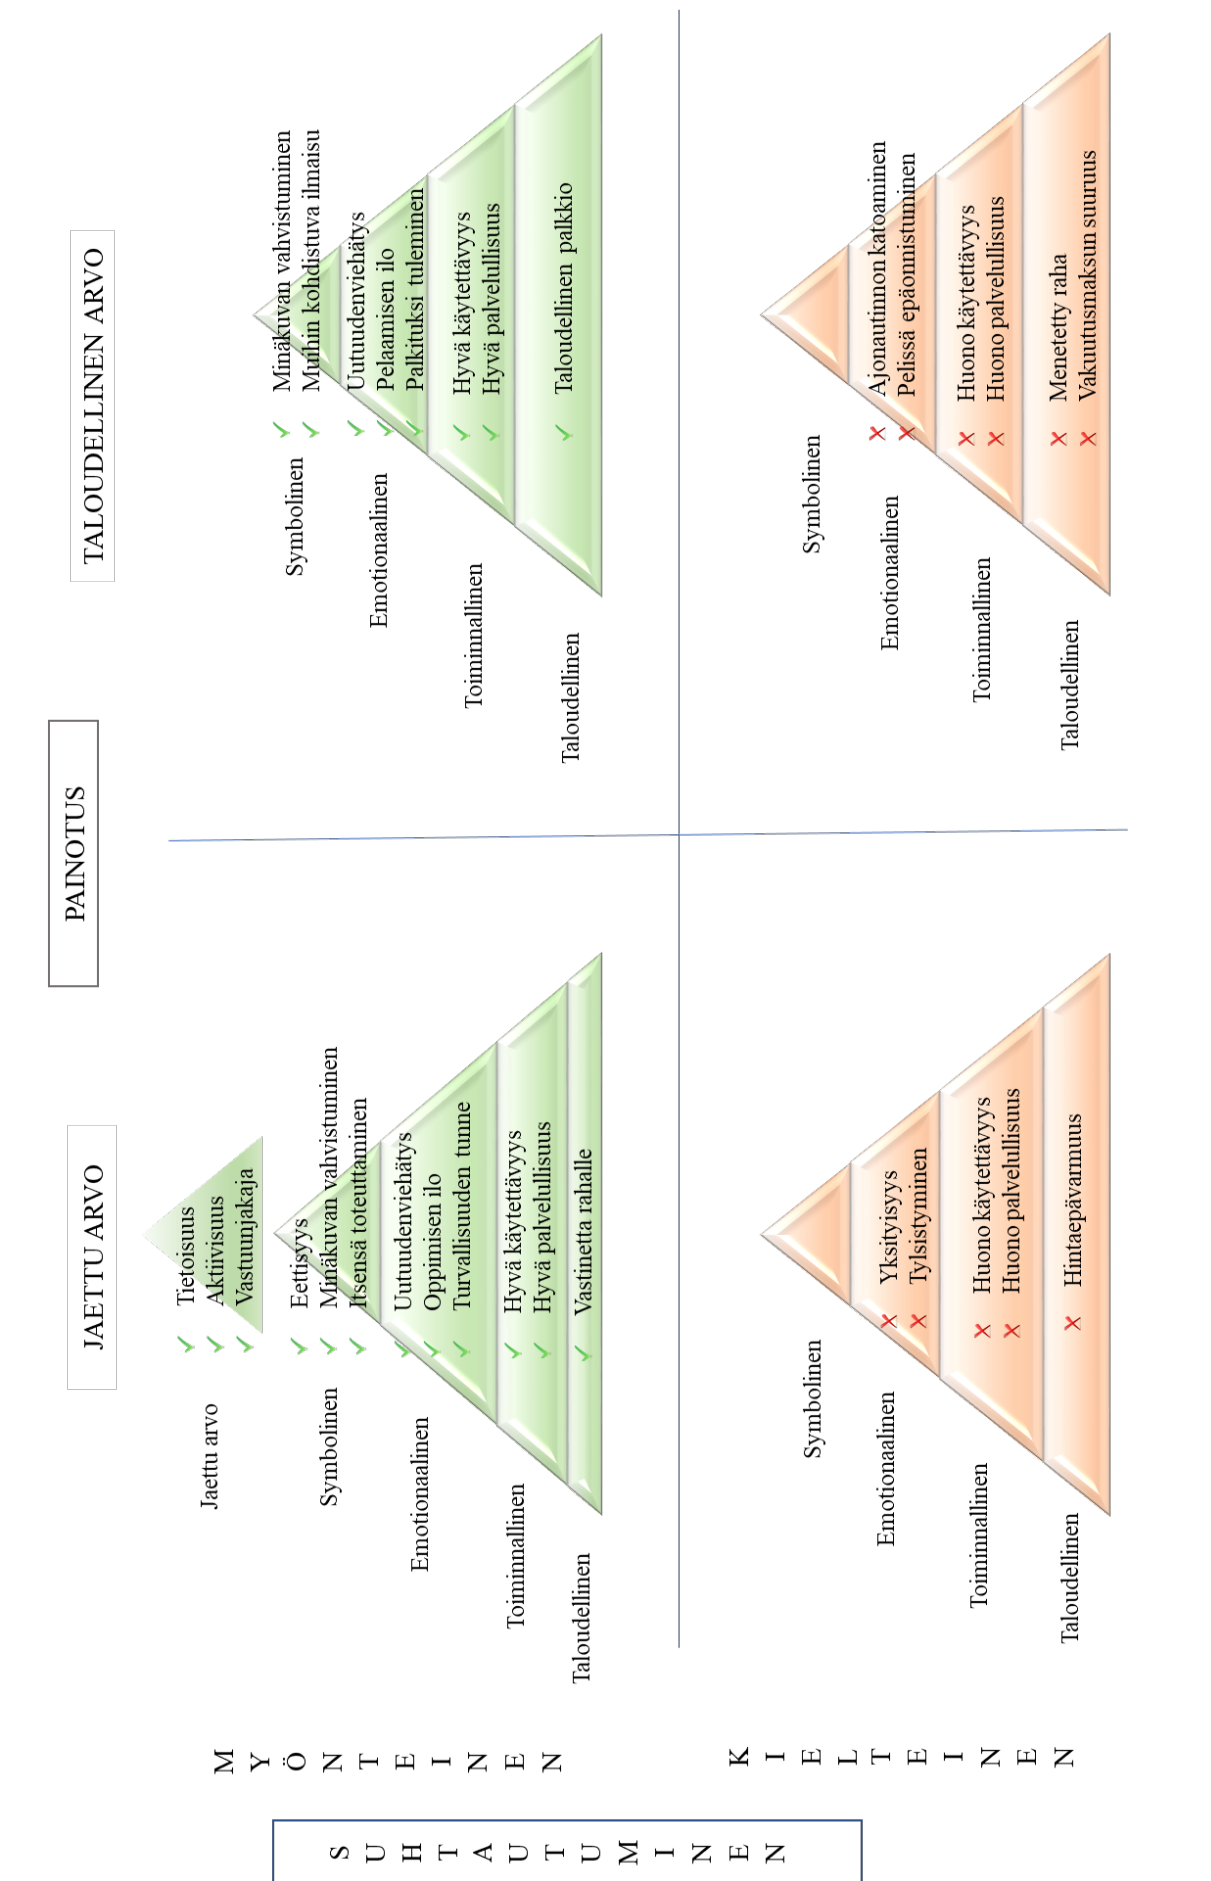 PAINOTUS
JAETTU ARVO
TALOUDELLINEN ARVO
SUHTAUTUMINEN
MYÖNTEINEN
Jaettu arvo
Tietoisuus
Aktiivisuus
Vastuunjakaja
Symbolinen
Eettisyys
Minäkuvan vahvistuminen
Itsensä toteuttaminen
Emotionaalinen
Uutuudenviehätys
Oppimisen ilo
Turvallisuuden tunne
Toiminnallinen
Hyvä käytettävyys
Hyvä palvelullisuus
Taloudellinen
Vastinetta rahalle
Symbolinen
Minäkuvan vahvistuminen
Muihin kohdistuva ilmaisu
Emotionaalinen
Uutuudenviehätys
Pelaamisen ilo
Palkituksi tuleminen
Toiminnallinen
Hyvä käytettävyys
Hyvä palvelullisuus
Taloudellinen
Taloudellinen palkkio
KIELTEINEN
Symbolinen
Emotionaalinen
Yksityisyys
Tylsistyminen
Toiminnallinen
Huono käytettävyys
Huono palvelullisuus
Taloudellinen
Hintaepävarmuus
Symbolinen
Emotionaalinen
Ajonautinnon katoaminen
Pelissä epäonnistuminen
Toiminnallinen
Huono käytettävyys
Huono palvelullisuus
Taloudellinen
Menetetty raha
Vakuutusmaksun suuruus